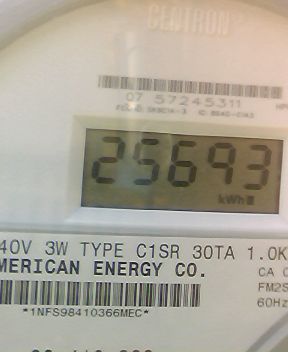 CENTRON
07 57245311
25693
kWh
40V 3W TYPE C1SR 30TA 1.0K
MERICAN ENERGY CO.
CA 0
FM2S
60Hz
*1NFS98410366MEC*